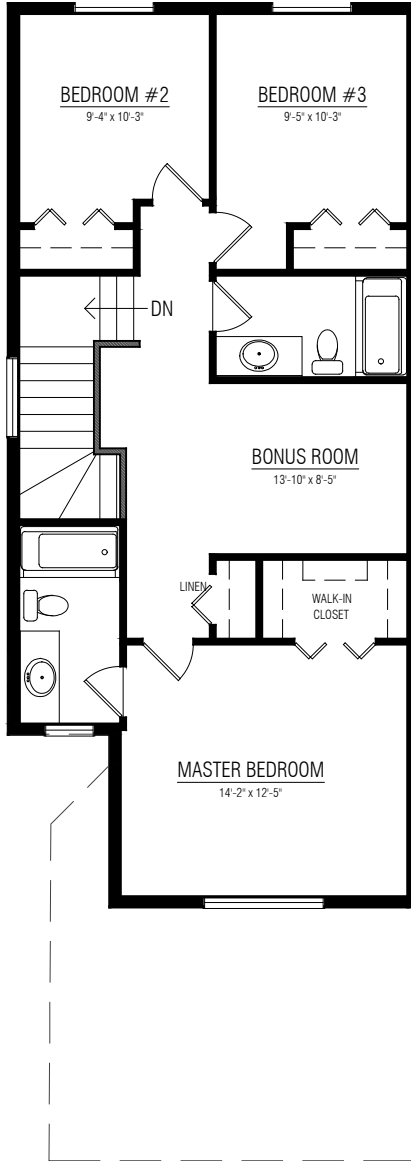 BEDROOM #2
9'-4" x 10'-3"
BEDROOM #3
9'-5" x 10'-3"
DN
BONUS ROOM
13'-10" x 8'-5"
LINEN
WALK-IN
CLOSET
MASTER BEDROOM
14'-2" x 12'-5"